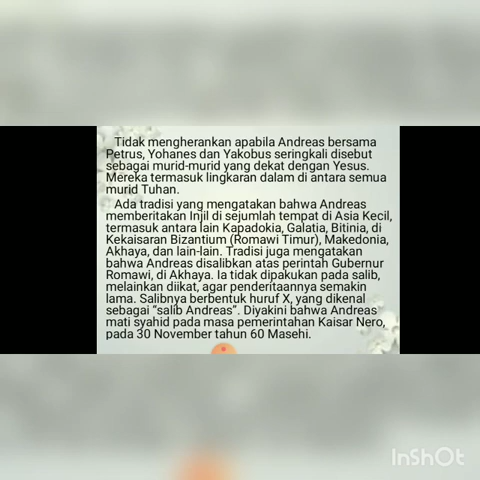 Tidak mengherankan apabila Andreas bersama
Petrus, Yohanes dan Yakobus seringkali disebut
sebagai murid-murid yang dekat dengan Yesus.
Mereka termasuk lingkaran dalam di antara semua
murid Tuhan.
Ada tradisi yang mengatakan bahwa Andreas
memberitakan Injil di sejumlah tempat di Asia Kecil,
termasuk antara lain Kapadokia, Galatia, Bitinia, di
Kekaisaran Bizantium (Romawi Timur), Makedonia,
Akhaya, dan lain-lain. Tradisi juga mengatakan
bahwa Andreas disalibkan atas perintah Gubernur
Romawi, di Akhaya. Ia tidak dipakukan pada salib,
melainkan diikat, agar penderitaannya semakin
lama. Salibnya berbentuk huruf X, yang dikenal
sebagai “salib Andreas”. Diyakini bahwa Andreas
mati syahid pada masa pemerintahan Kaisar Nero,
pada 30 November tahun 60 Masehi.
InShOt